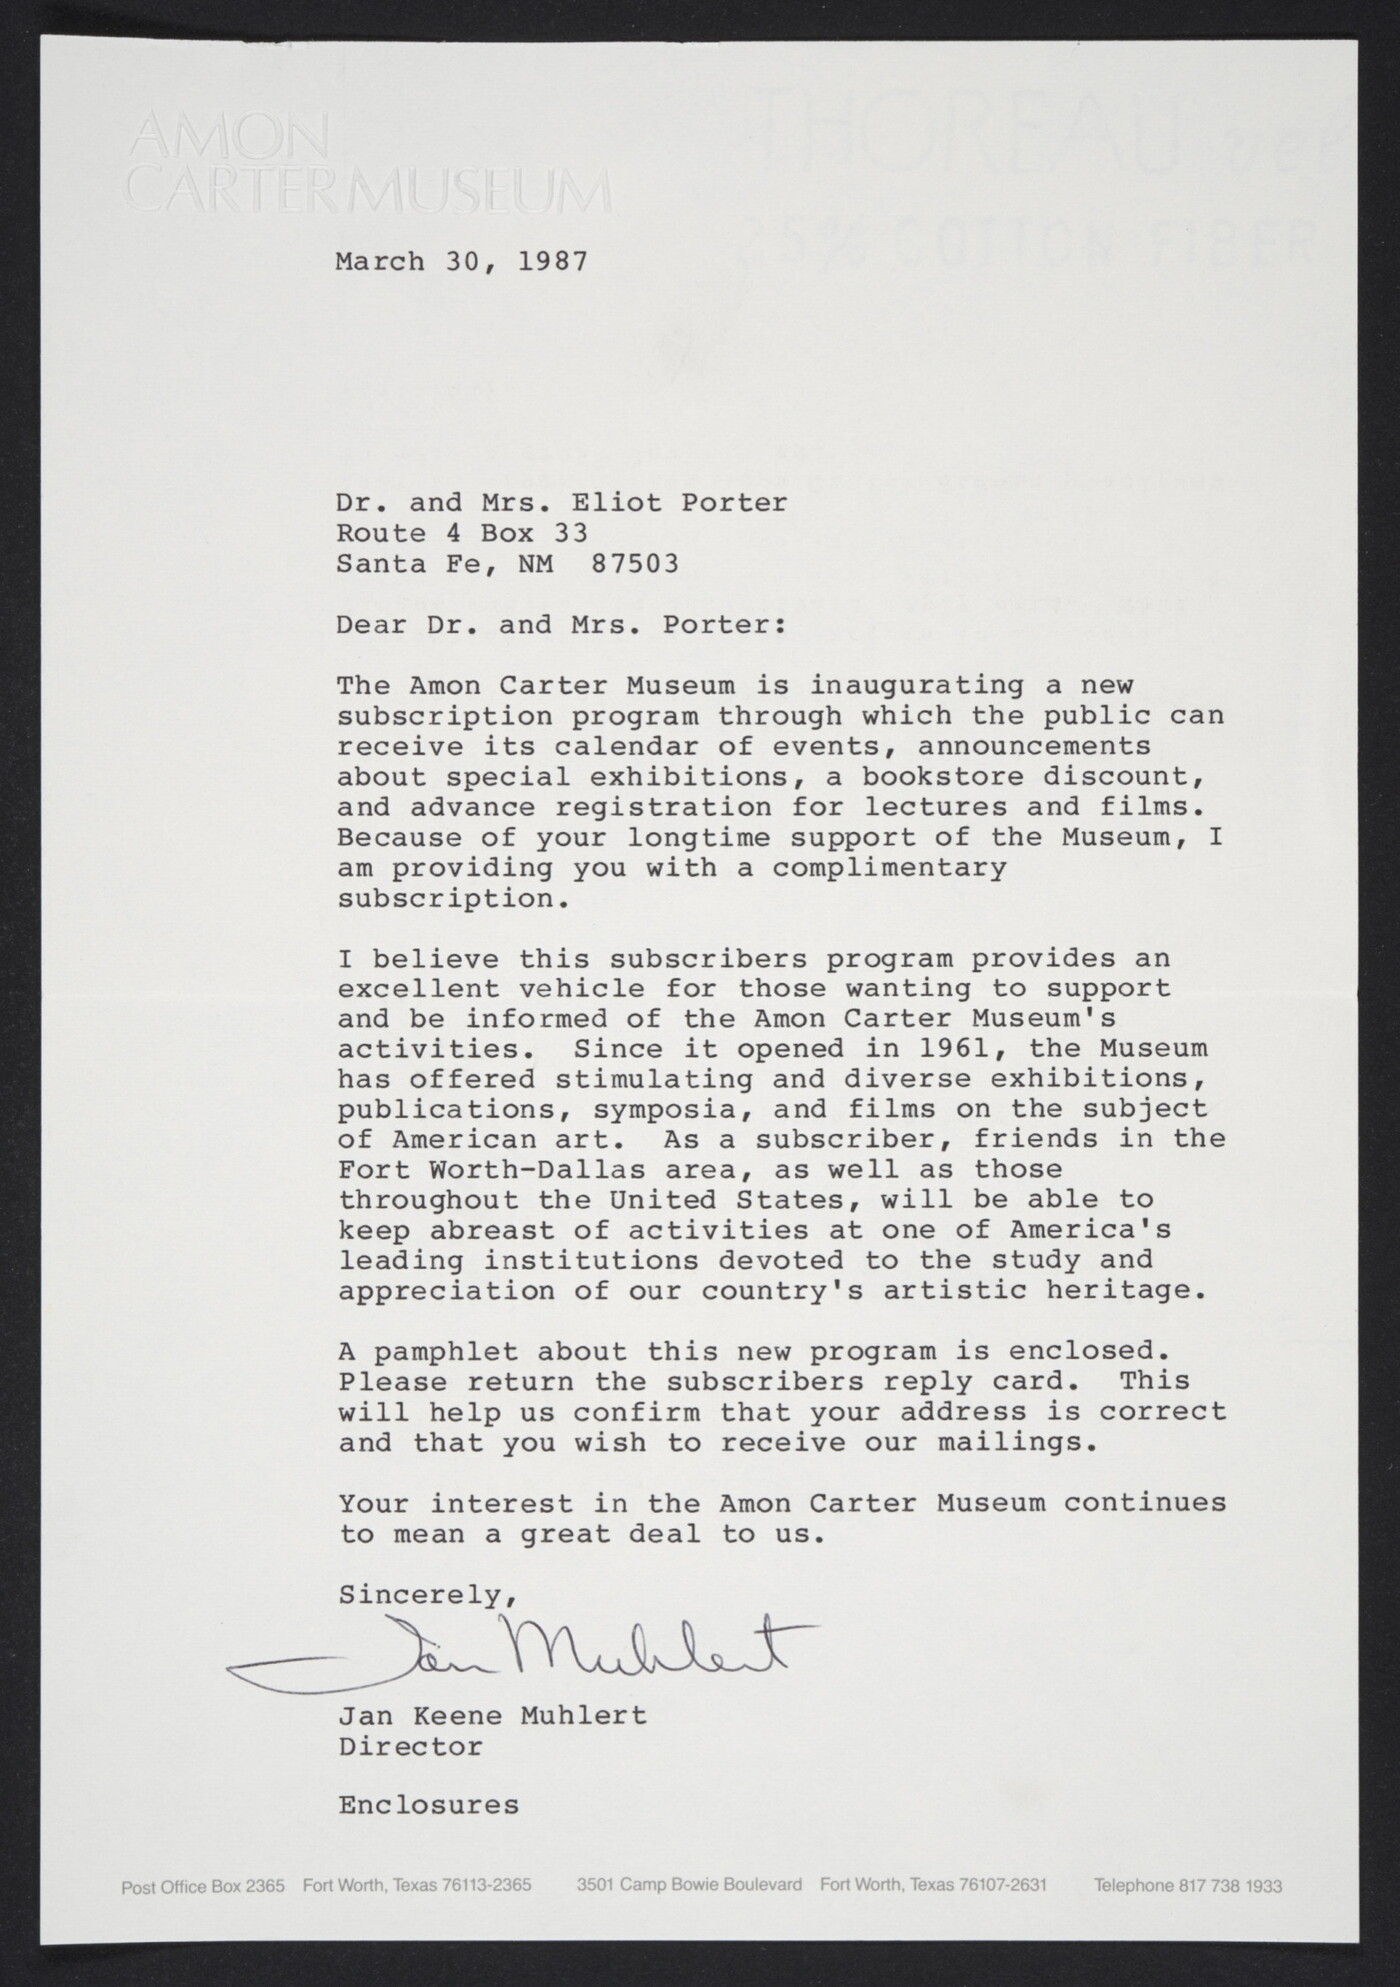 AMON
CARTER MUSEUM
THOREAU
25% COTTON FIBER
March 30, 1987
Dr. and Mrs. Eliot Porter
Route 4 Box 33
Santa Fe, NM  87503
Dear Dr. and Mrs. Porter:
The Amon Carter Museum is inaugurating a new
subscription program through which the public can
receive its calendar of events, announcements
about special exhibitions, a bookstore discount,
and advance registration for lectures and films.
Because of your longtime support of the Museum, I
am providing you with a complimentary
subscription.
I believe this subscribers program provides an
excellent vehicle for those wanting to support
and be informed of the Amon Carter Museum's
activities.  Since it opened in 1961, the Museum
has offered stimulating and diverse exhibitions,
publications, symposia, and films on the subject
of American art.  As a subscriber, friends in the
Fort Worth-Dallas area, as well as those
throughout the United States, will be able to
keep abreast of activities at one of America's
leading institutions devoted to the study and
appreciation of our country's artistic heritage.
A pamphlet about this new program is enclosed.
Please return the subscribers reply card.  This
will help us confirm that your address is correct
and that you wish to receive our mailings.
Your interest in the Amon Carter Museum continues
to mean a great deal to us.
Sincerely,
Jan Muhlert
Jan Keene Muhlert
Director
Enclosures
Post Office Box 2365 Fort Worth, Texas 76113-2365 3501 Camp Bowie Boulevard Fort Worth, Texas 76107-2631 Telephone 817 738 1933